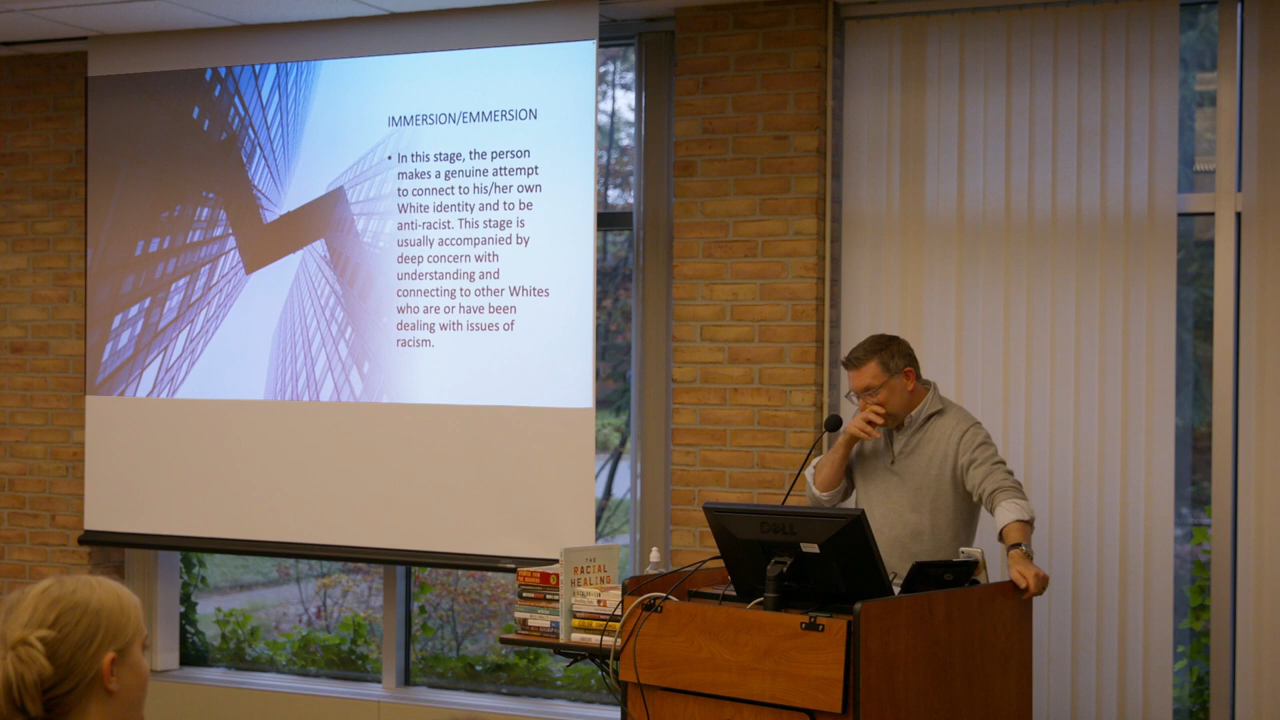 IMMERSION/EMMERSION
• In this stage, the person
makes a genuine attempt
to connect to his/her own
White identity and to be
anti-racist. This stage is
usually accompanied by
deep concern with
understanding and
connecting to other Whites
who are or have been
dealing with issues of
racism.
THE
RACIAL
HEALING
DELL